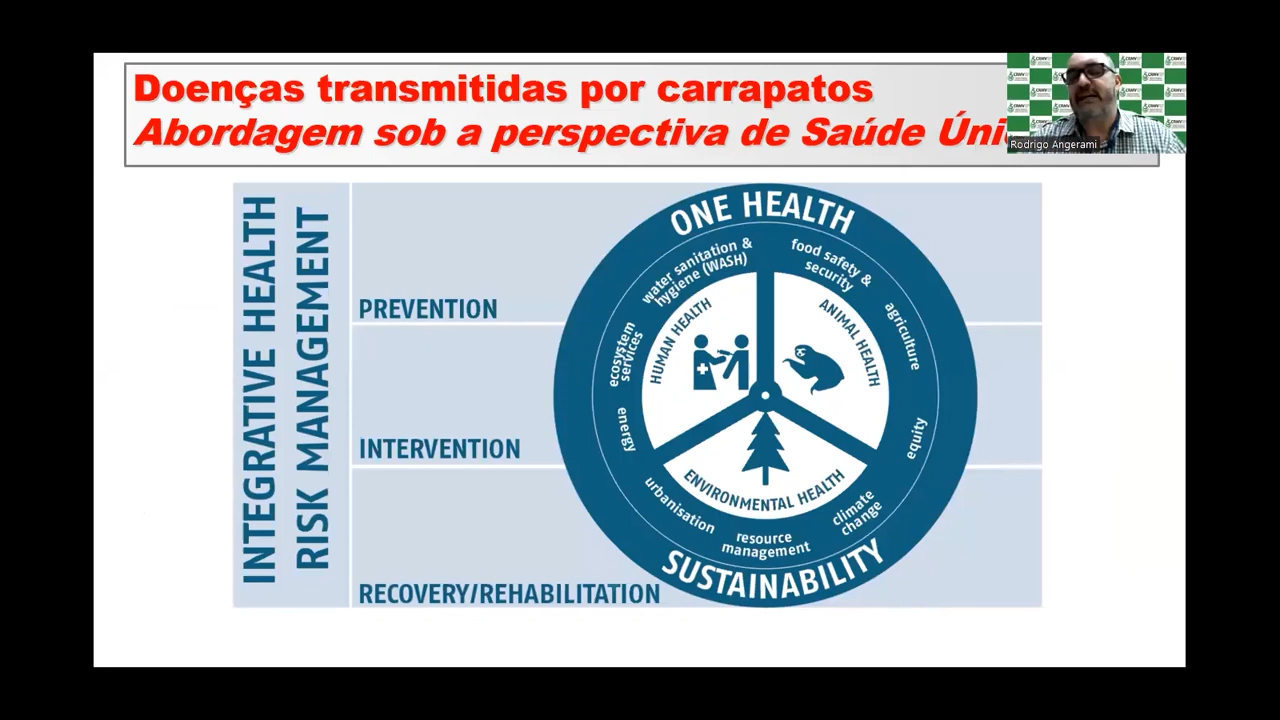 Doenças transmitidas por carrapatos
Abordagem sob a perspectiva de Saúde
Rodrigo Angerami
INTEGRATIVE HEALTH
RISK MANAGEMENT
PREVENTION
INTERVENTION
RECOVERY/REHABILITATION
ONE HEALTH
water sanitation &
hygiene (WASH)
food safety &
security
agriculture
equity
climate
change
resource
management
urbanisation
energy
ecosystem
services
HUMAN HEALTH
ANIMAL HEALTH
ENVIRONMENTAL HEALTH
SUSTAINABILITY